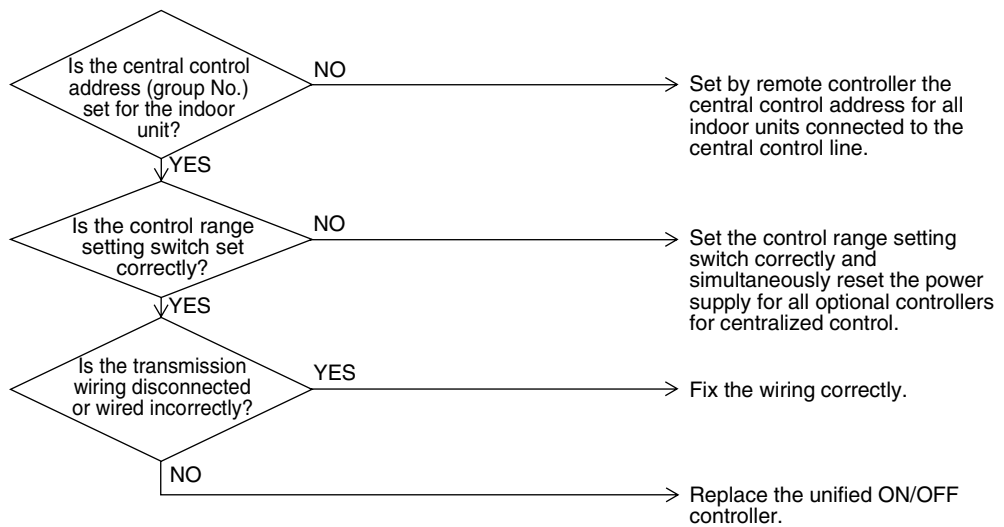 Is the central control
address (group No.)
set for the indoor
unit?
NO
Set by remote controller the
central control address for all
indoor units connected to the
central control line.
YES
Is the control range
setting switch set
correctly?
NO
Set the control range setting
switch correctly and
simultaneously reset the power
supply for all optional controllers
for centralized control.
YES
Is the transmission
wiring disconnected
or wired incorrectly?
YES
Fix the wiring correctly.
NO
Replace the unified ON/OFF
controller.